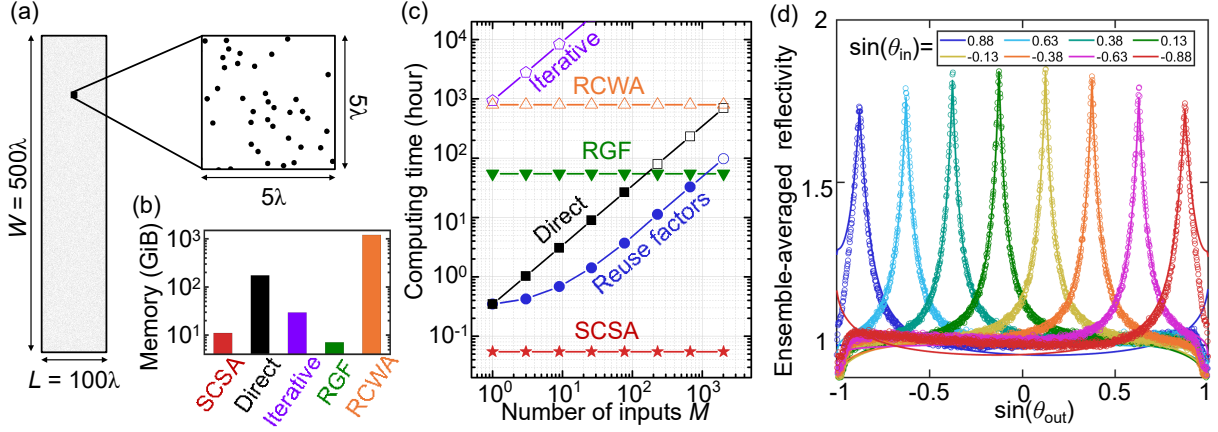 (a)
W = 500λ
L = 100λ
5λ
5λ
(b)
Memory (GiB)
10³
10¹
SCSA
Direct
Iterative
RGF
RCWA
(c)
Computing time (hour)
10⁴
10³
10²
10¹
10⁰
10⁻¹
Iterative
RCWA
RGF
Direct
Reuse factors
SCSA
10⁰ 10¹ 10² 10³
Number of inputs M
(d)
Ensemble-averaged reflectivity
2
1.5
1
sin(θin)=
0.88 0.63 0.38 0.13
-0.13 -0.38 -0.63 -0.88
-1 -0.5 0 0.5 1
sin(θout)